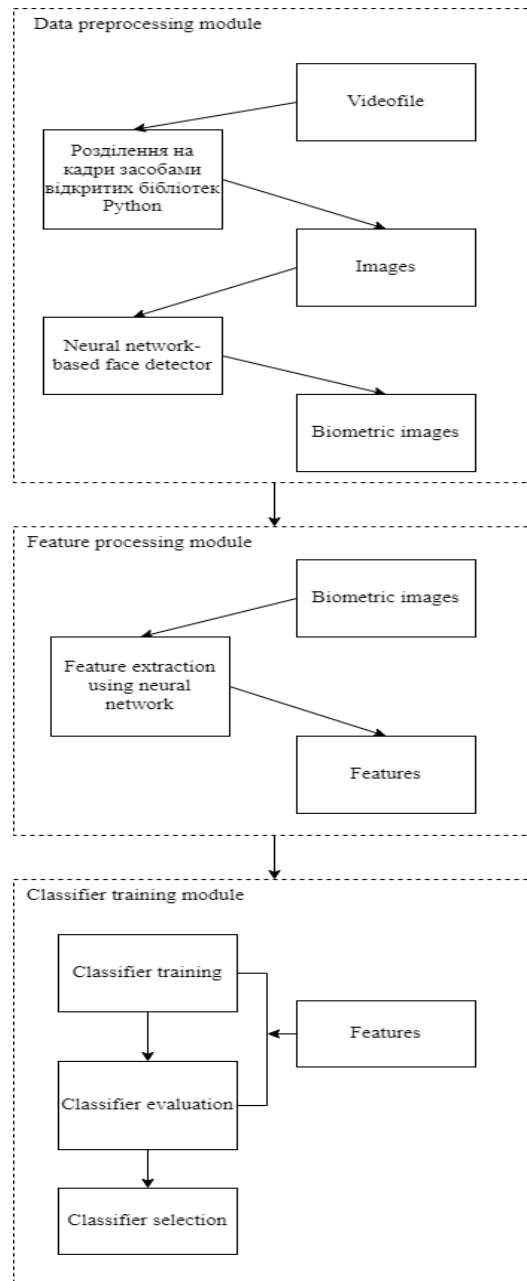 Data preprocessing module
Videofile
Розділення на
кадри засобами
відкритих бібліотек
Python
Images
Neural network-
based face detector
Biometric images
Feature processing module
Biometric images
Feature extraction
using neural
network
Features
Classifier training module
Classifier training
Features
Classifier evaluation
Classifier selection